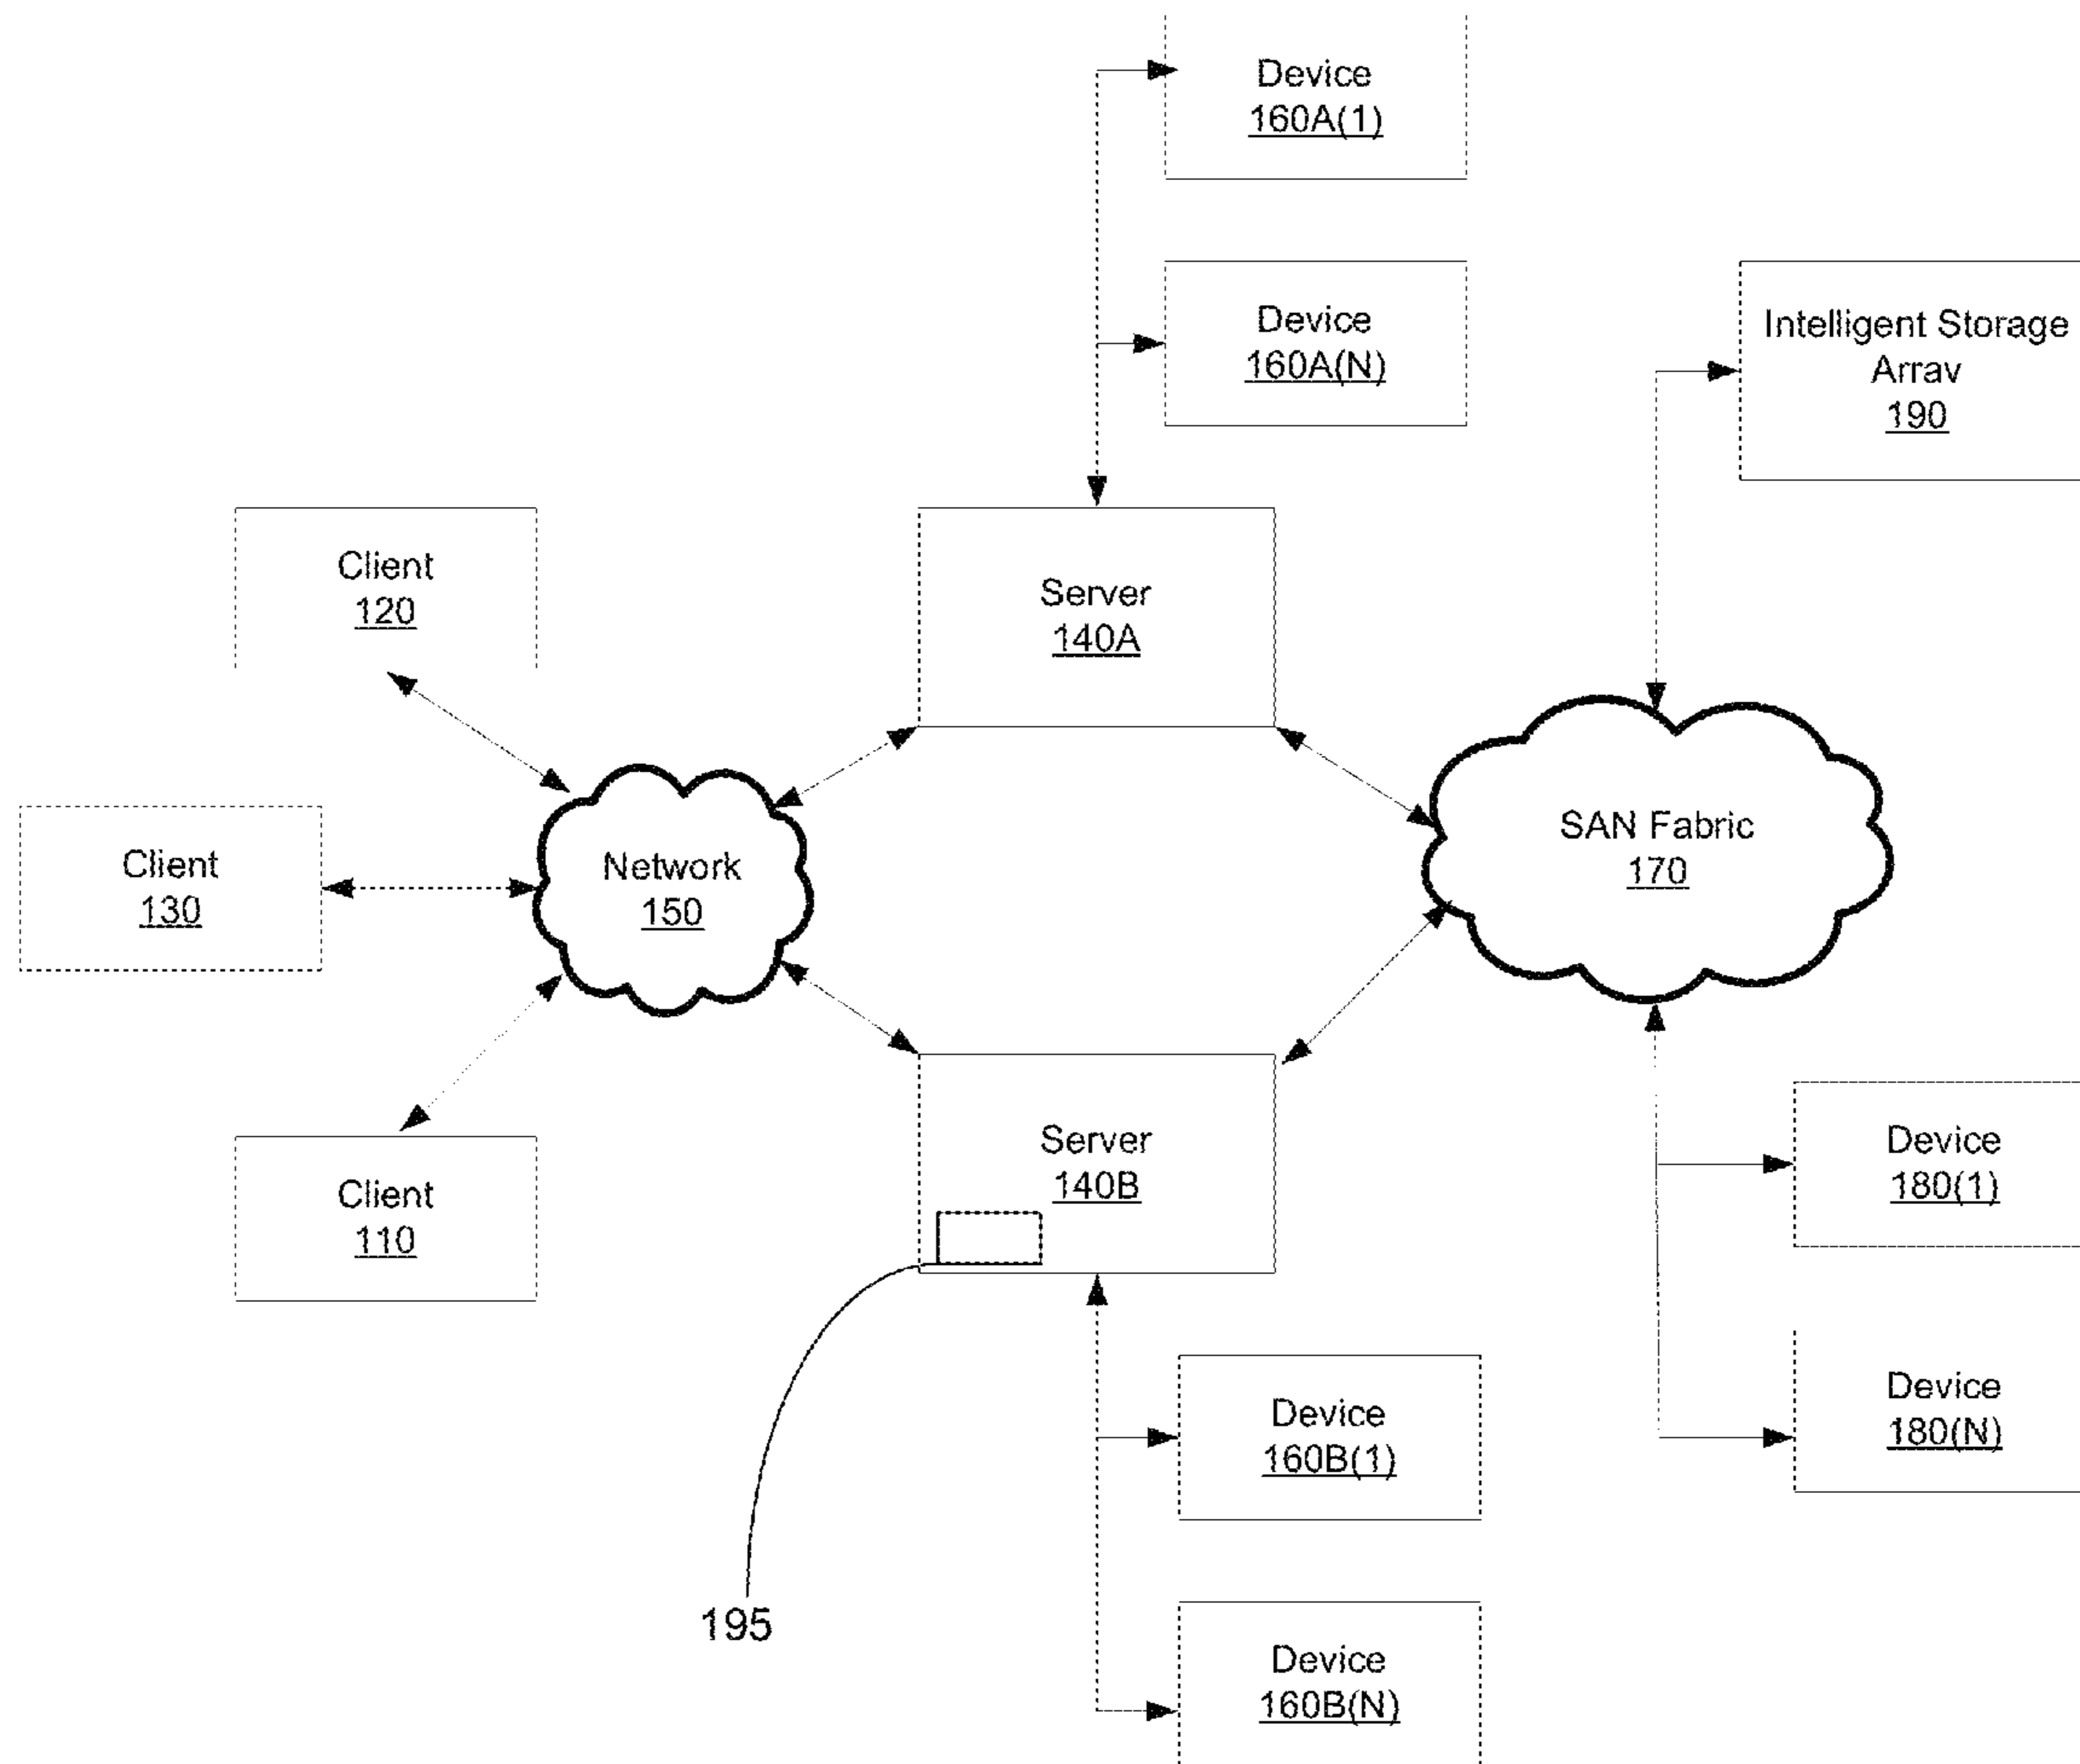 Device
160A(1)
Device
160A(N)
Intelligent Storage
Arrav
190
Client
120
Server
140A
SAN Fabric
170
Client
130
Network
150
Server
140B
Client
110
Device
180(1)
Device
180(N)
Device
160B(1)
195
Device
160B(N)